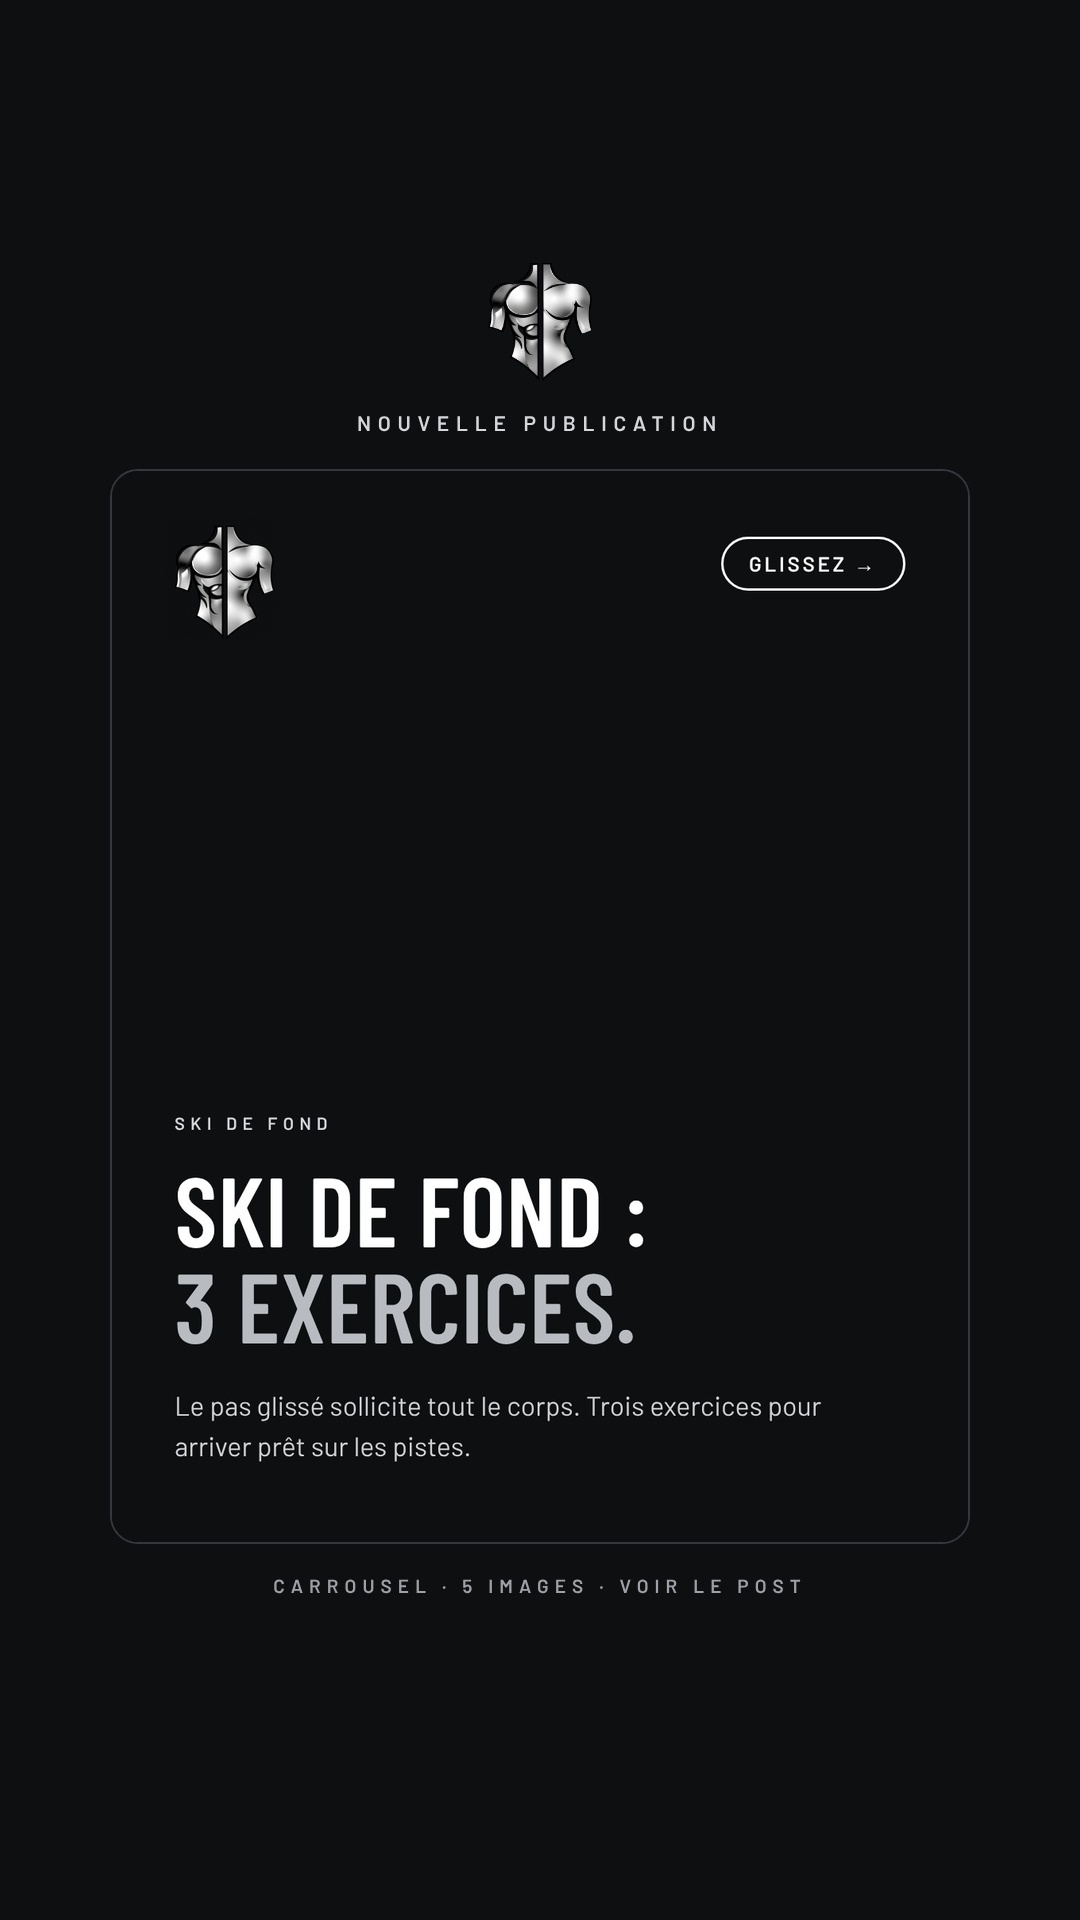 NOUVELLE PUBLICATION
GLISSEZ →
SKI DE FOND
SKI DE FOND :
3 EXERCICES.
Le pas glissé sollicite tout le corps. Trois exercices pour
arriver prêt sur les pistes.
CARROUSEL · 5 IMAGES · VOIR LE POST